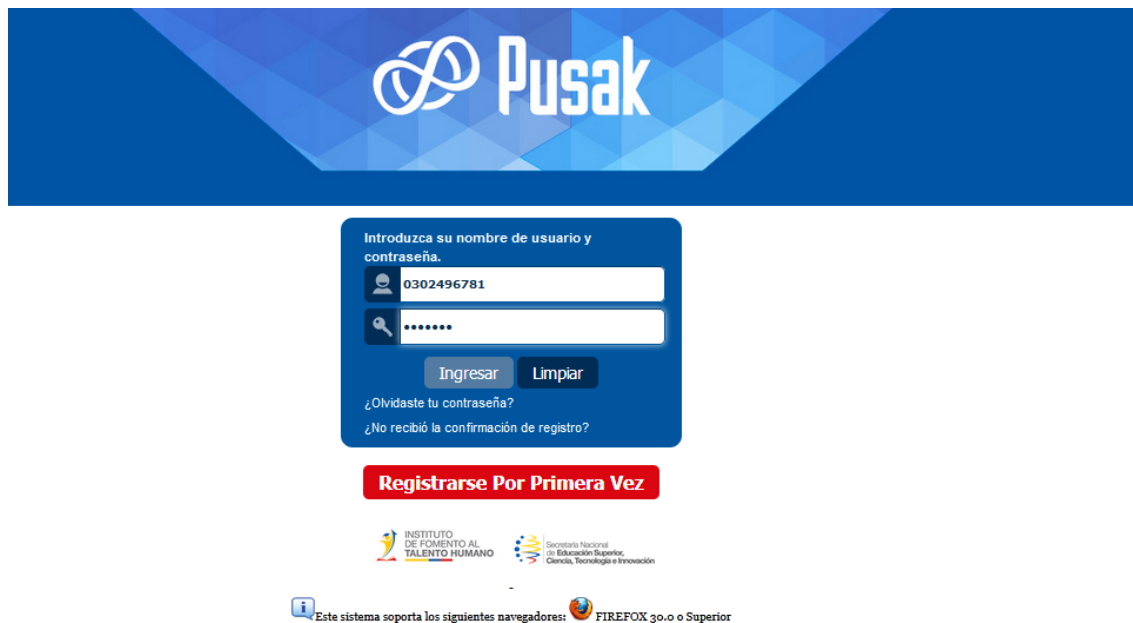 Pusak
Introduzca su nombre de usuario y
contraseña.
0302496781
•••••••
Ingresar Limpiar
¿Olvidaste tu contraseña?
¿No recibió la confirmación de registro?
Registrarse Por Primera Vez
INSTITUTO
DE FOMENTO AL
TALENTO HUMANO
Secretaría Nacional
de Educación Superior,
Ciencia, Tecnología e Innovación
-
Este sistema soporta los siguientes navegadores: FIREFOX 30.0 o Superior